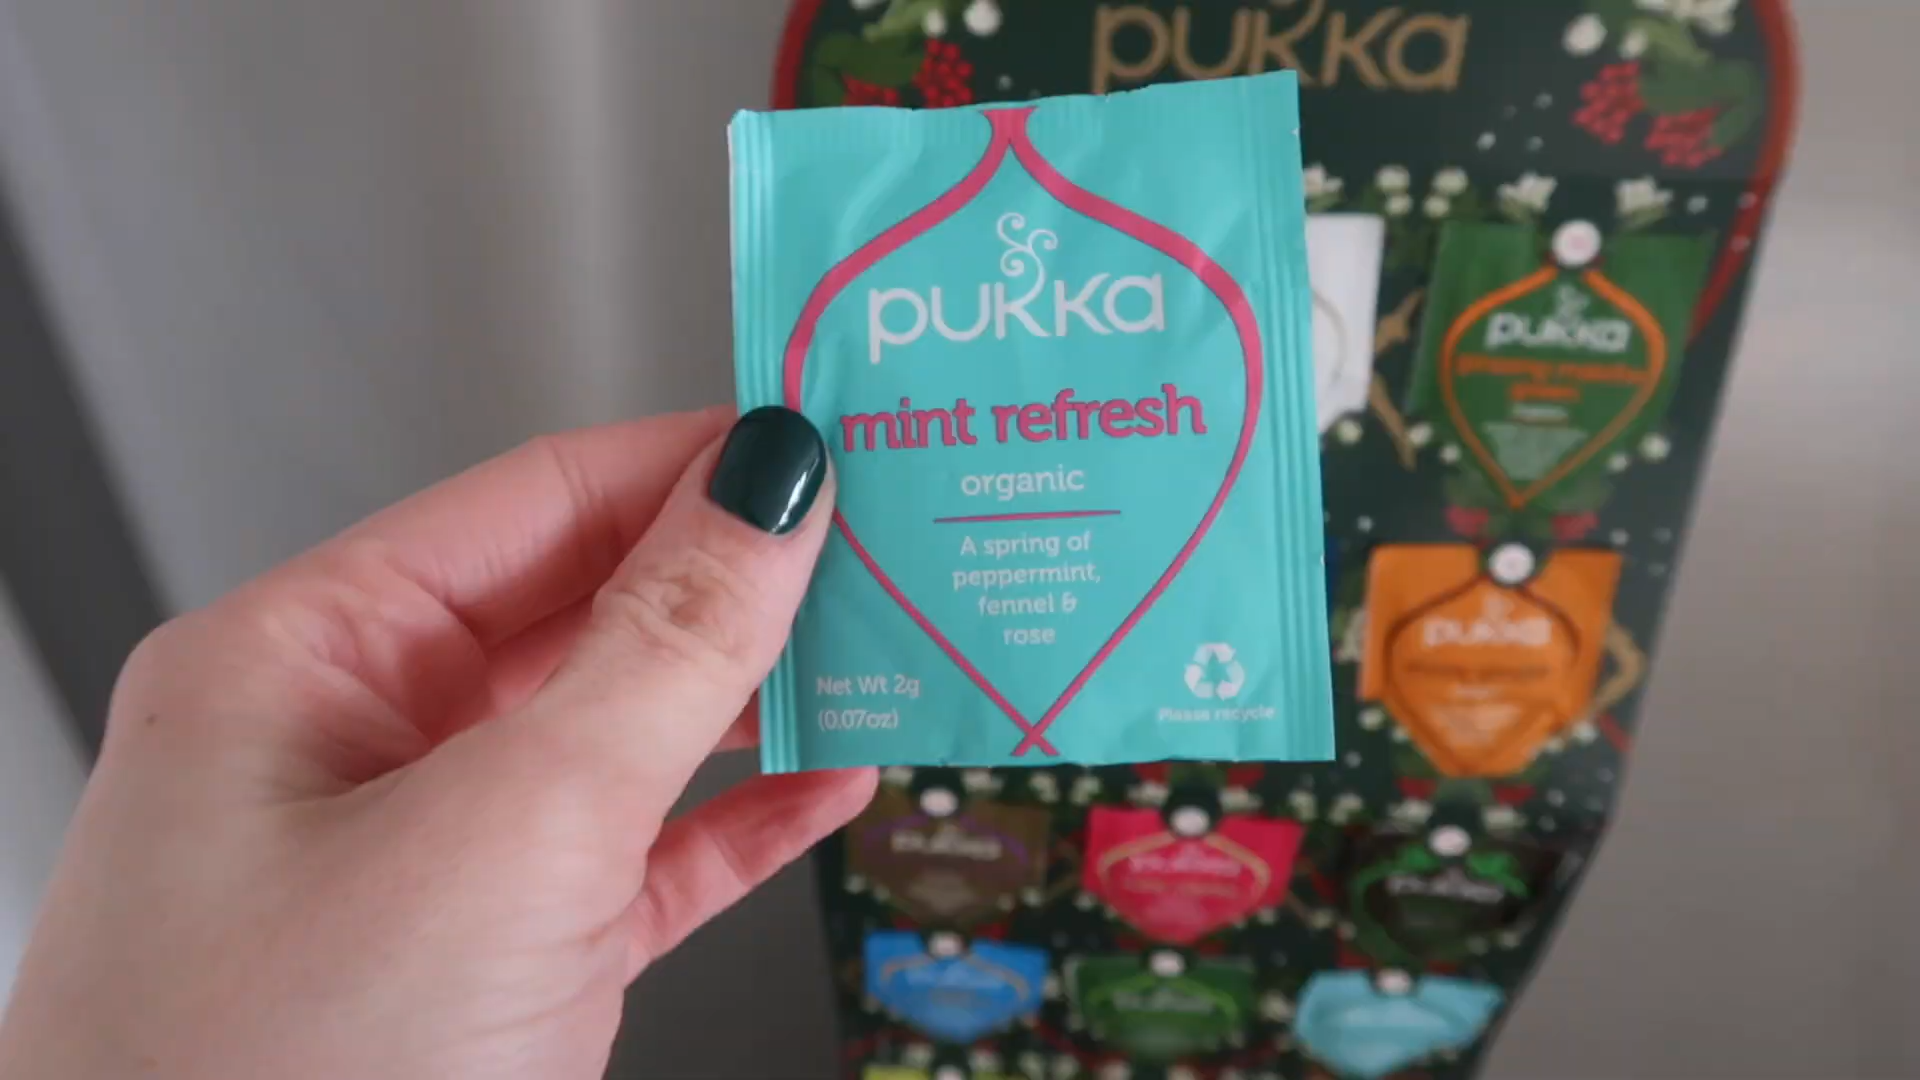 pukka
pukka
mint refresh
organic
A spring of
peppermint,
fennel &
rose
Net Wt 2g
(0.07oz)
Please recycle
pukka
pukka